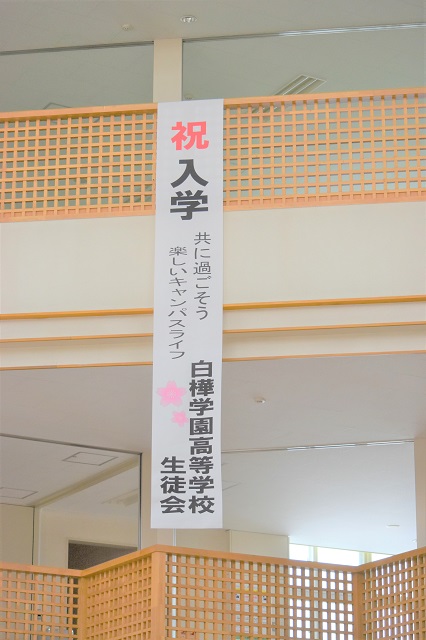 祝
入学
共に過ごそう
楽しいキャンパスライフ
白樺学園高等学校
生徒会